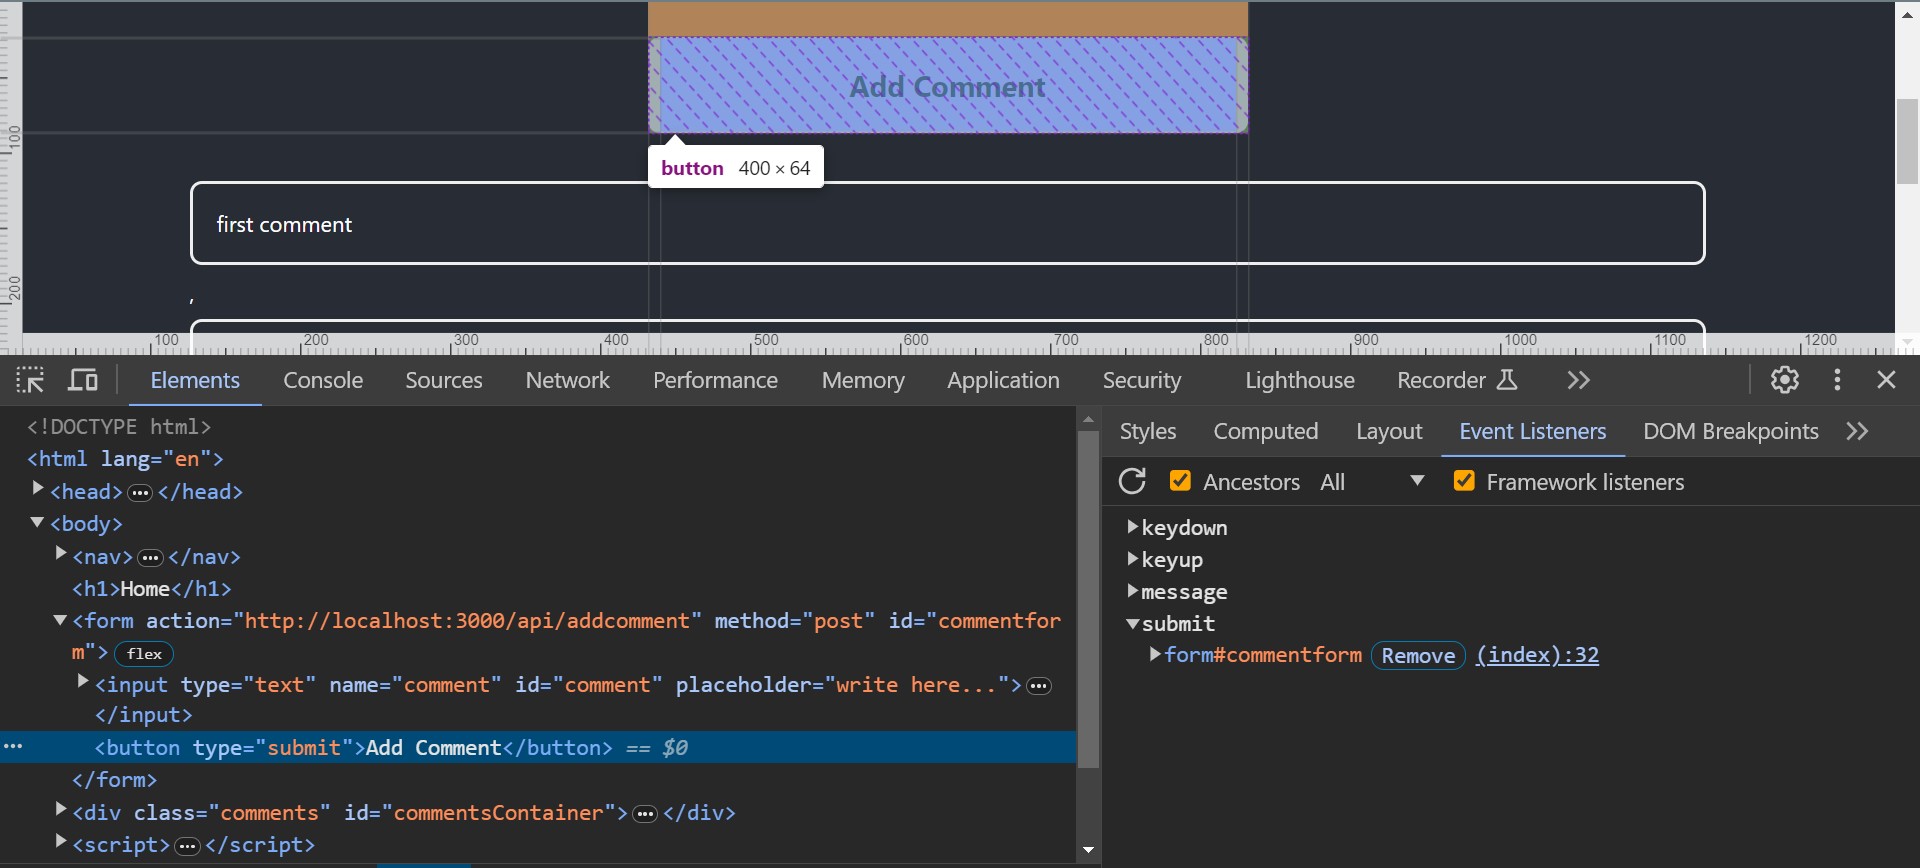 Add Comment
button 400 × 64
100
first comment
200
,
100 200 300 400 500 600 700 800 900 1000 1100 1200
Elements Console Sources Network Performance Memory Application Security Lighthouse Recorder
<!DOCTYPE html>
<html lang="en">
<head> ... </head>
<body>
<nav> ... </nav>
<h1>Home</h1>
<form action="http://localhost:3000/api/addcomment" method="post" id="commentfor
m"> flex
<input type="text" name="comment" id="comment" placeholder="write here..."> ...
</input>
... <button type="submit">Add Comment</button> == $0
</form>
<div class="comments" id="commentsContainer"> ... </div>
<script> ... </script>
Styles Computed Layout Event Listeners DOM Breakpoints
Ancestors All Framework listeners
keydown
keyup
message
submit
form#commentform Remove (index):32